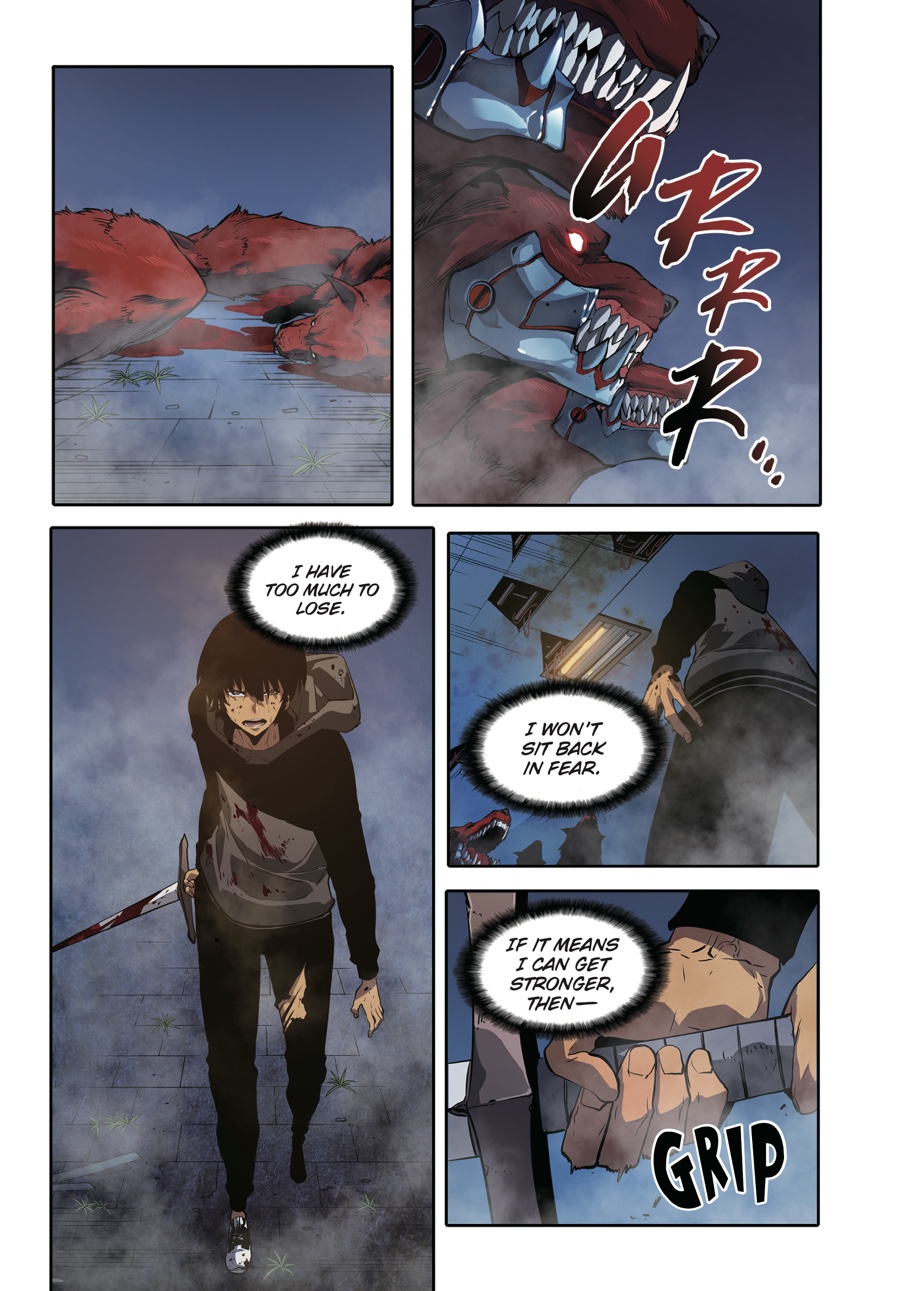 GRRR...
I HAVE
TOO MUCH TO
LOSE.
I WON'T
SIT BACK
IN FEAR.
IF IT MEANS
I CAN GET
STRONGER,
THEN—
GRIP